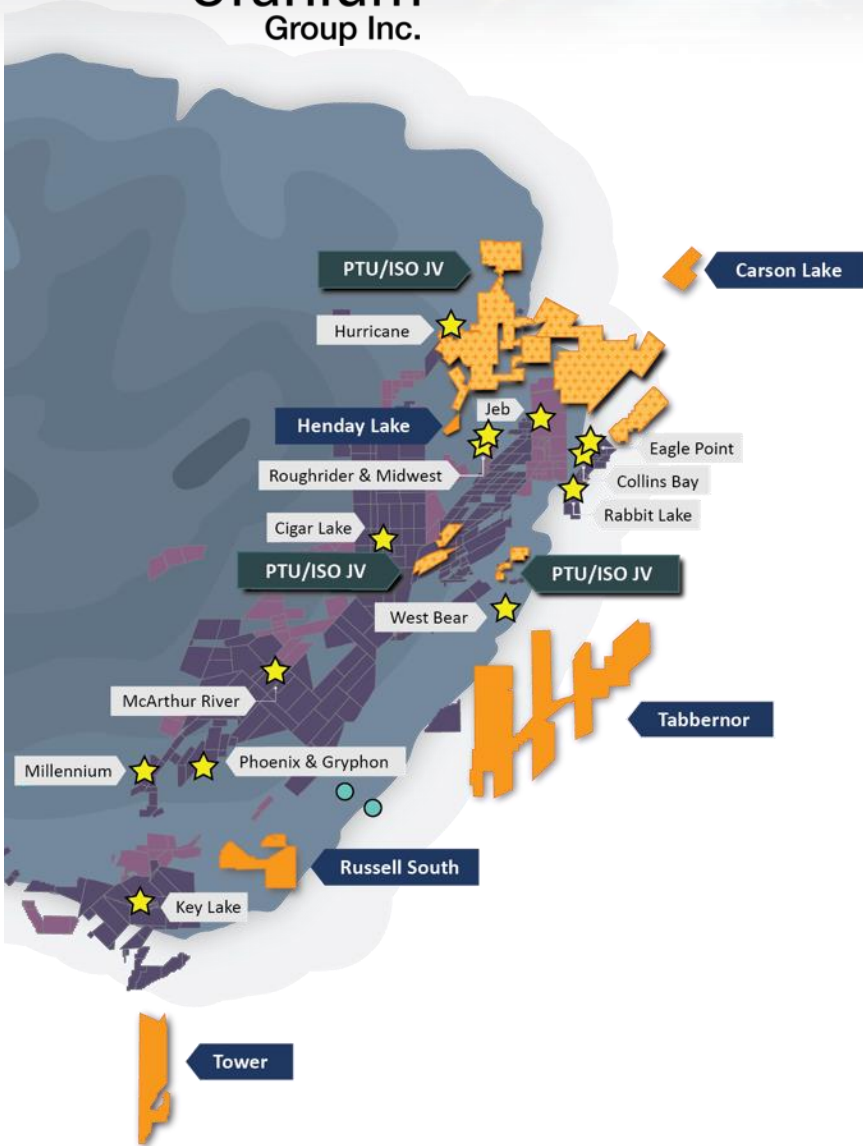 Group Inc.
PTU/ISO JV
Carson Lake
Hurricane
Jeb
Henday Lake
Eagle Point
Roughrider & Midwest
Collins Bay
Rabbit Lake
Cigar Lake
PTU/ISO JV
PTU/ISO JV
West Bear
McArthur River
Tabbernor
Phoenix & Gryphon
Millennium
Russell South
Key Lake
Tower